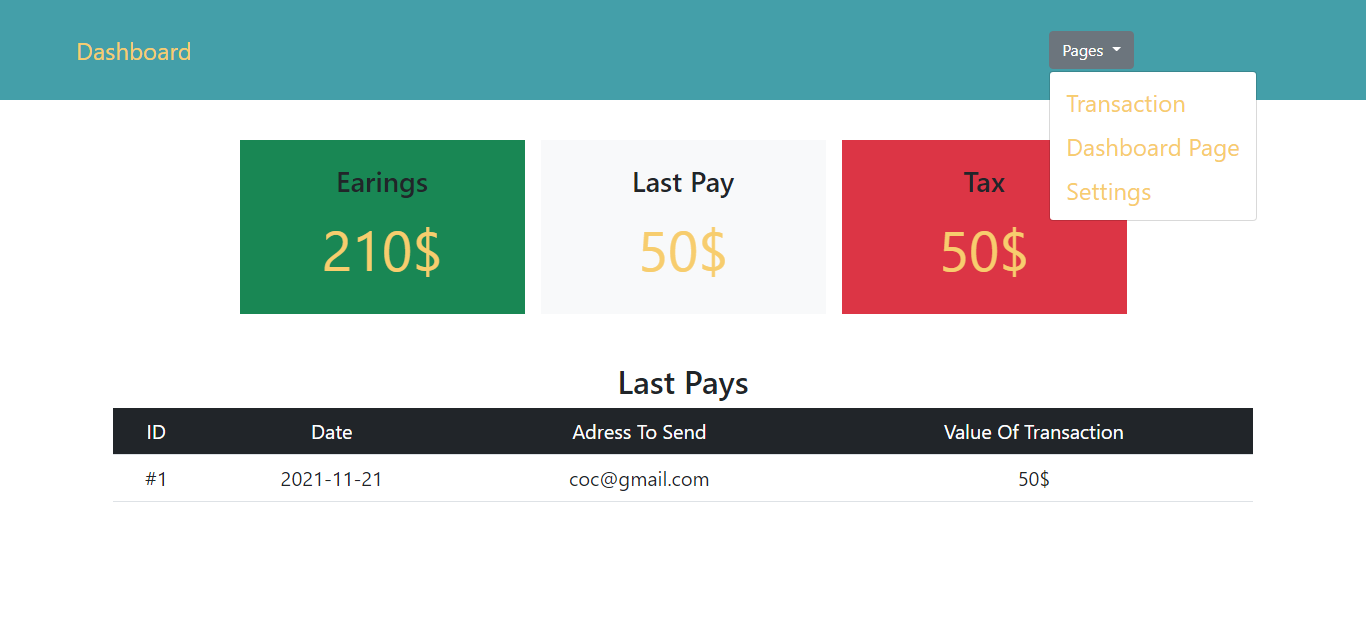 Dashboard
Pages
Transaction
Dashboard Page
Settings
Earings
210$
Last Pay
50$
Tax
50$
Last Pays
ID Date Adress To Send Value Of Transaction
#1 2021-11-21 coc@gmail.com 50$